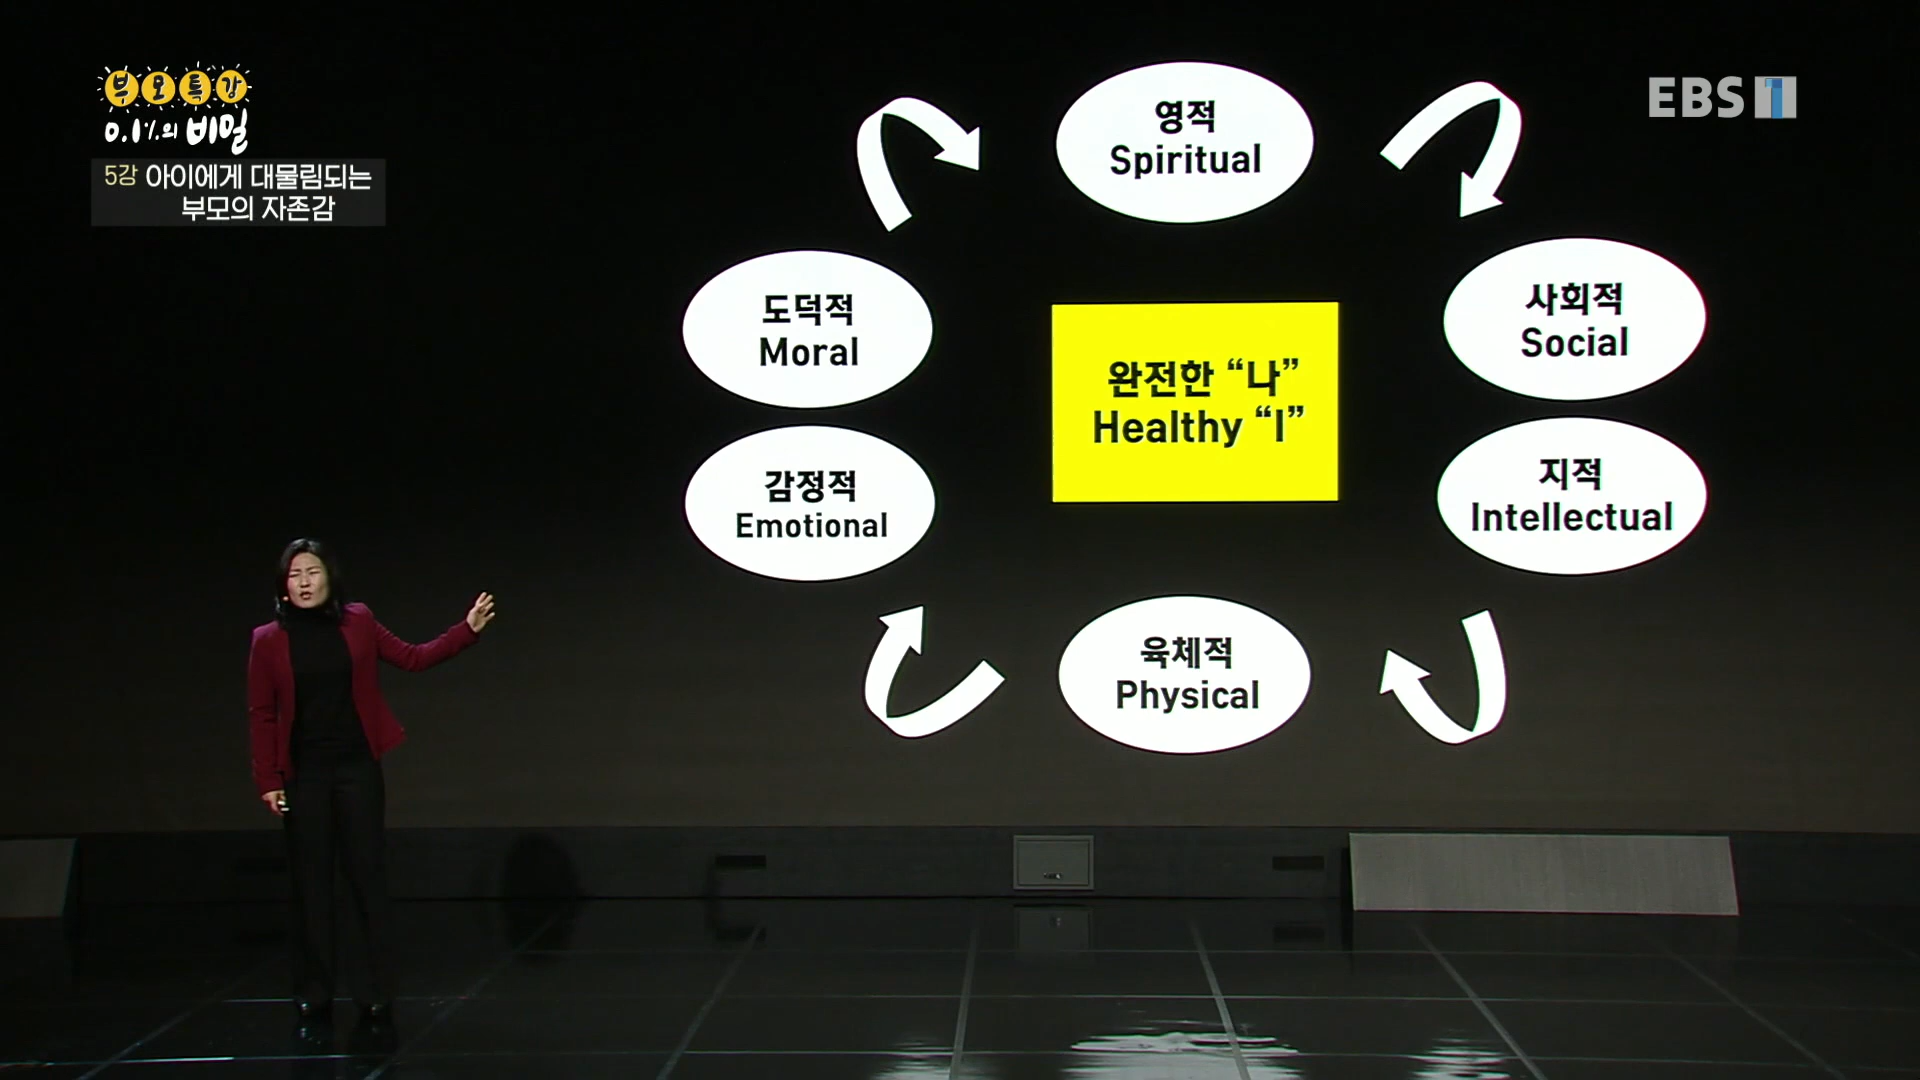 부모특강
0.1%의 비밀
5강 아이에게 대물림되는
부모의 자존감
EBS 1
영적
Spiritual
도덕적
Moral
사회적
Social
완전한 “나”
Healthy “I”
감정적
Emotional
지적
Intellectual
육체적
Physical